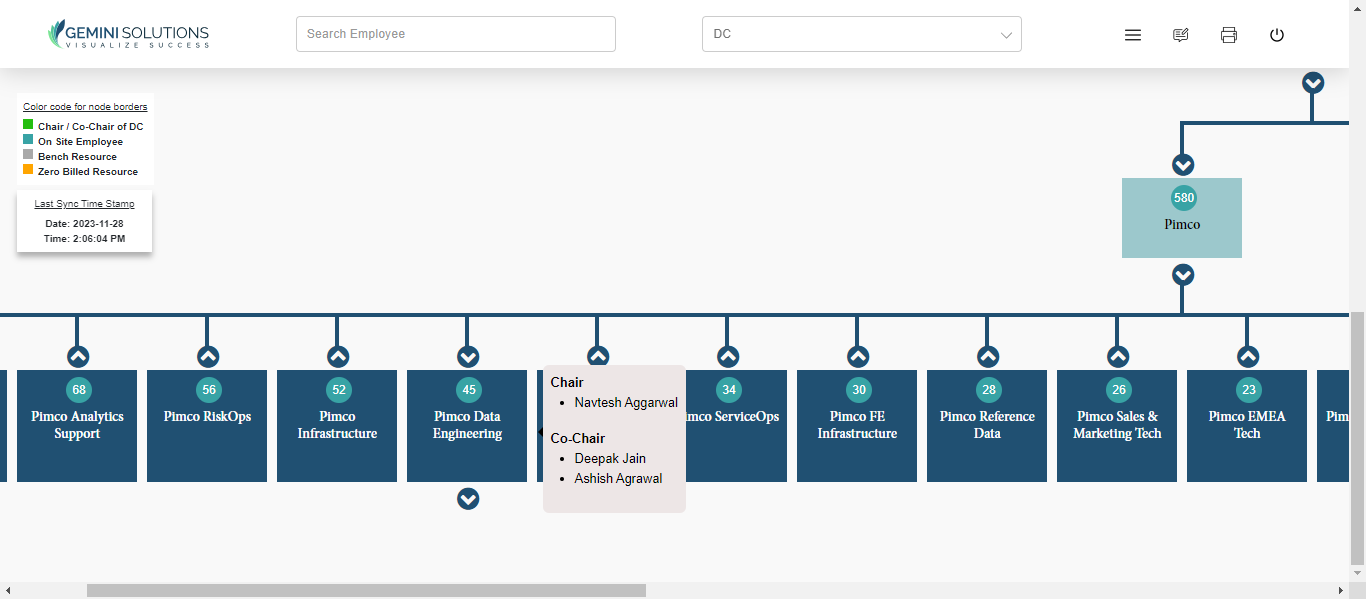 GEMINI SOLUTIONS
VISUALIZE SUCCESS
Search Employee
DC
Color code for node borders
Chair / Co-Chair of DC
On Site Employee
Bench Resource
Zero Billed Resource
Last Sync Time Stamp
Date: 2023-11-28
Time: 2:06:04 PM
580
Pimco
68
Pimco Analytics
Support
56
Pimco RiskOps
52
Pimco
Infrastructure
45
Pimco Data
Engineering
Chair
Navtesh Aggarwal
Co-Chair
Deepak Jain
Ashish Agrawal
34
ServiceOps
30
Pimco FE
Infrastructure
28
Pimco Reference
Data
26
Pimco Sales &
Marketing Tech
23
Pimco EMEA
Tech